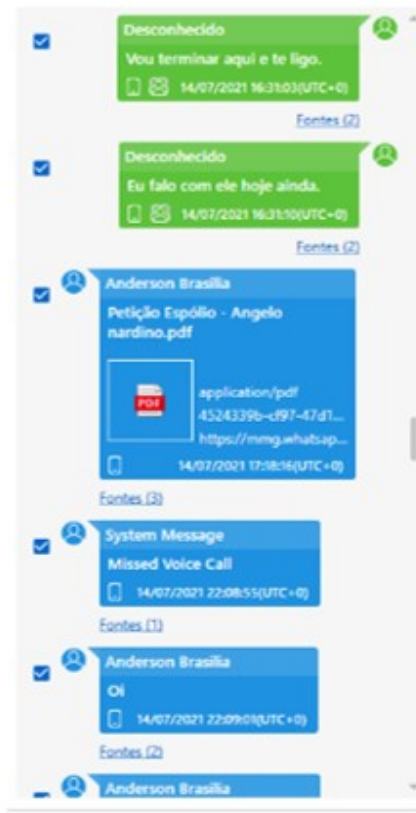 Desconhecido
Vou terminar aqui e te ligo.
14/07/2021 16:31:03(UTC+0)
Fontes (2)
Desconhecido
Eu falo com ele hoje ainda.
14/07/2021 16:31:10(UTC+0)
Fontes (2)
Anderson Brasilia
Petição Espólio - Angelo
nardino.pdf
PDF
application/pdf
4524339b-cf97-47d1...
https://mmg.whatsap...
14/07/2021 17:18:16(UTC+0)
Fontes (3)
System Message
Missed Voice Call
14/07/2021 22:08:55(UTC+0)
Fontes (1)
Anderson Brasilia
Oi
14/07/2021 22:09:01(UTC+0)
Fontes (2)
Anderson Brasilia